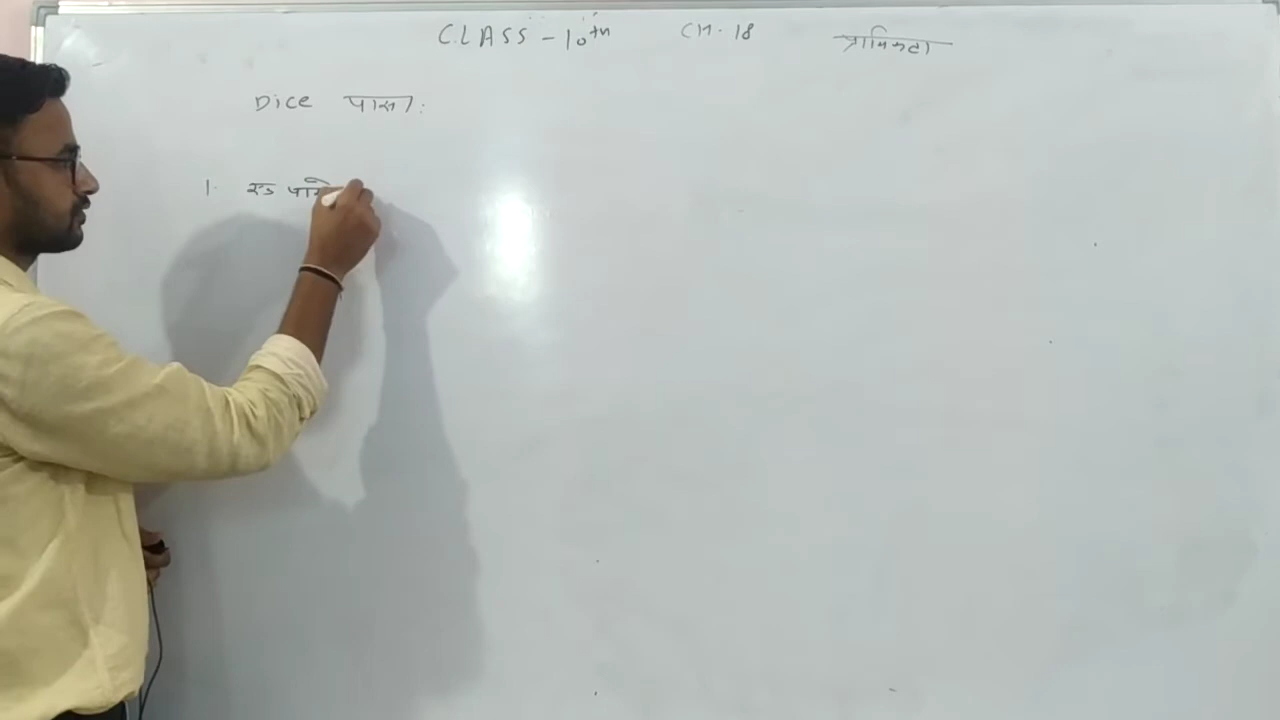 CLASS - 10th CH. 18 प्रायिकता
Dice पासा:
1. एक